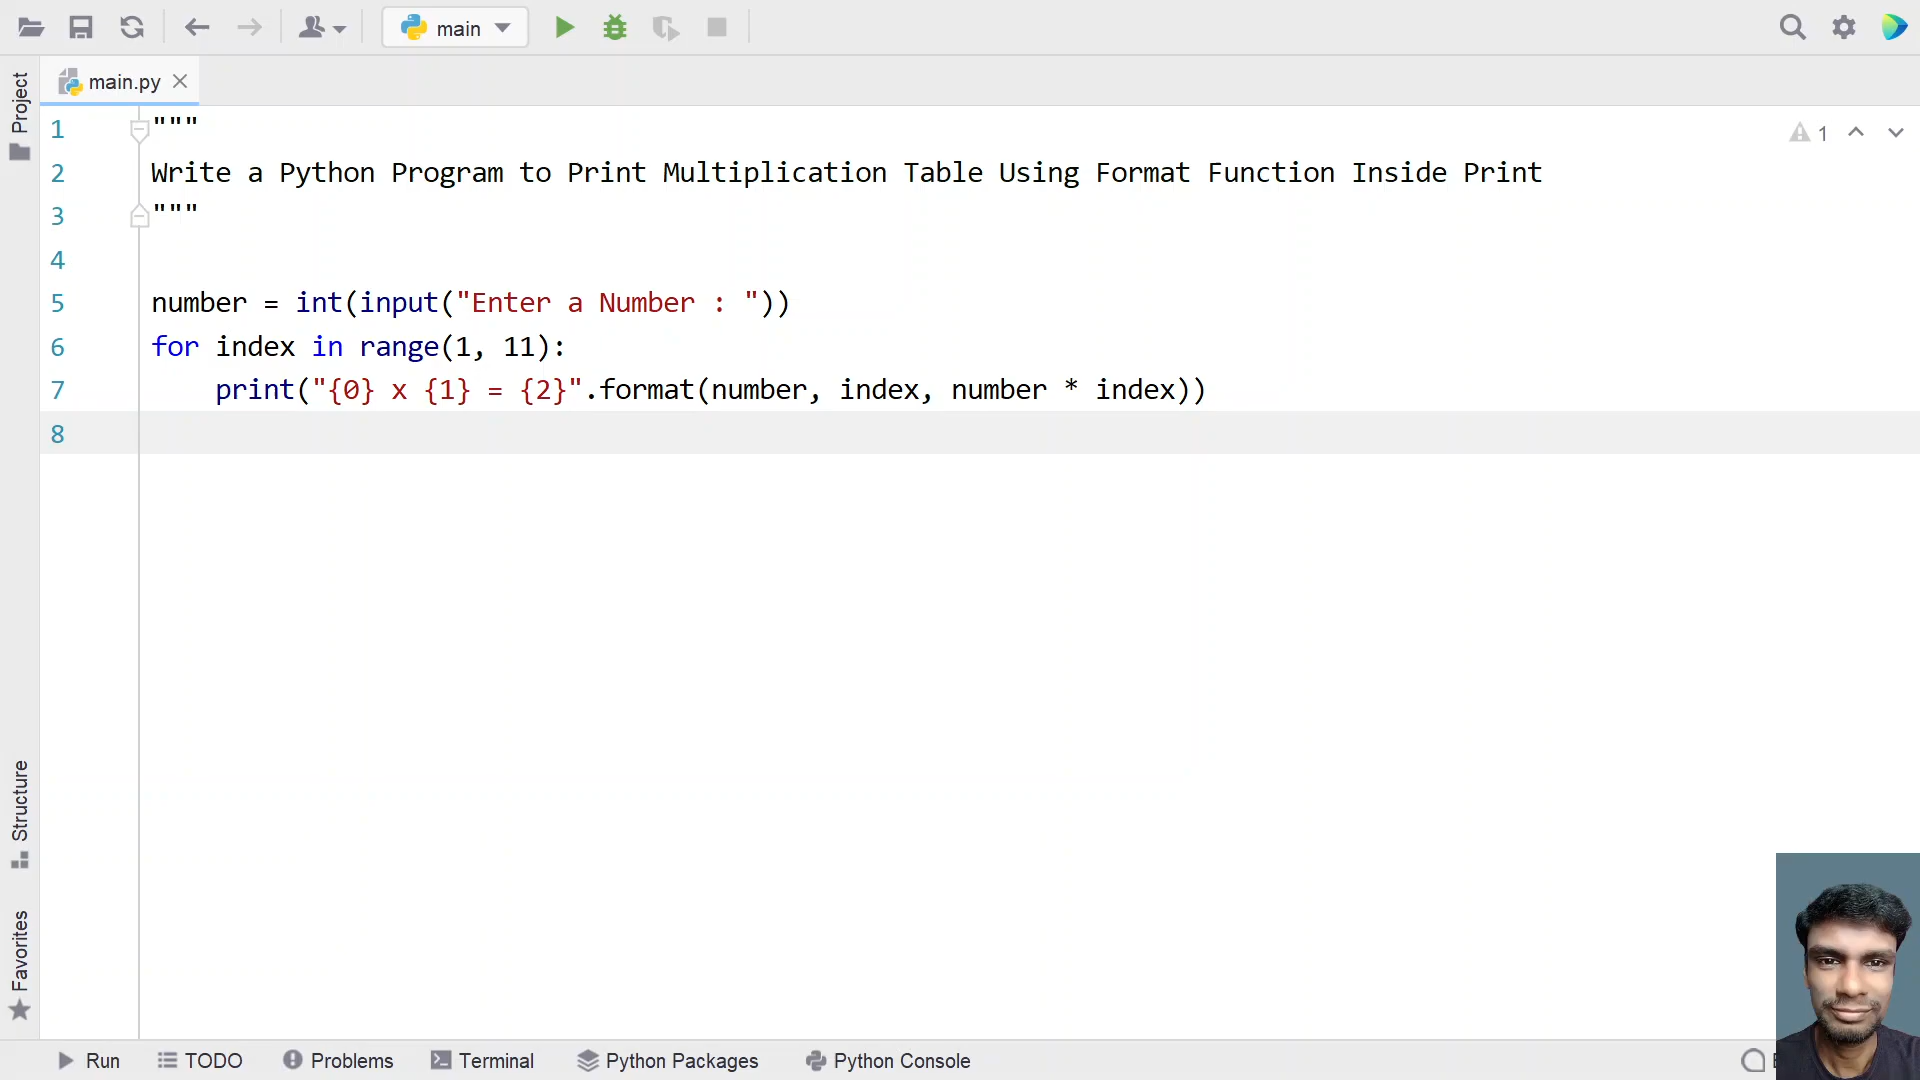 main
main.py
Project
1
1 """
2 Write a Python Program to Print Multiplication Table Using Format Function Inside Print
3 """
4
5 number = int(input("Enter a Number : "))
6 for index in range(1, 11):
7 print("{0} x {1} = {2}".format(number, index, number * index))
8
Structure
Favorites
Run TODO Problems Terminal Python Packages Python Console